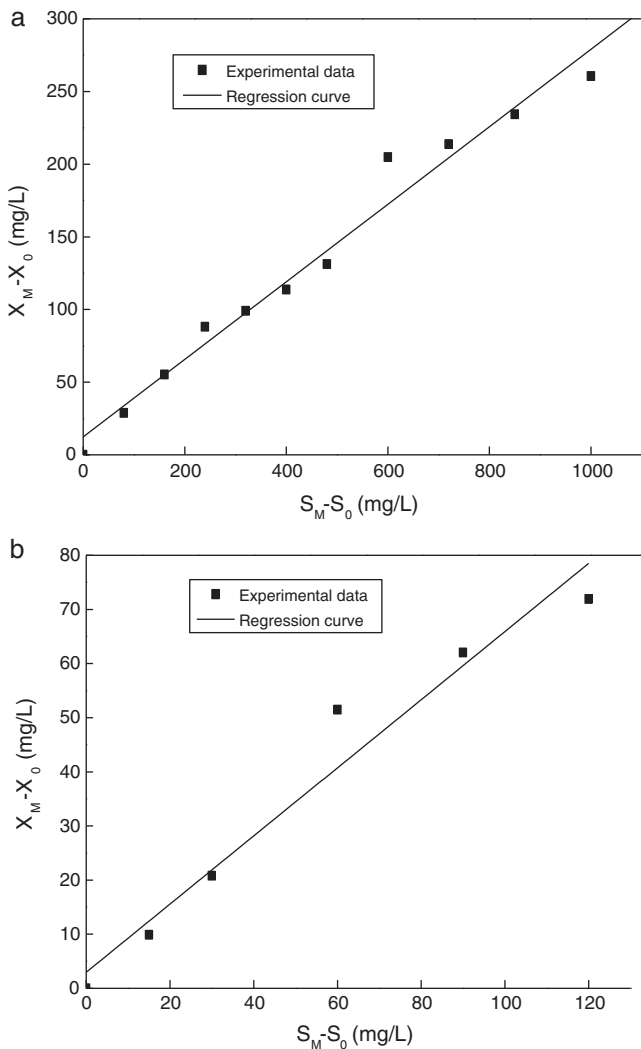 a
300
250
200
150
100
50
0
X_M-X_0 (mg/L)
Experimental data
Regression curve
0 200 400 600 800 1000
S_M-S_0 (mg/L)
b
80
70
60
50
40
30
20
10
0
X_M-X_0 (mg/L)
Experimental data
Regression curve
0 20 40 60 80 100 120
S_M-S_0 (mg/L)